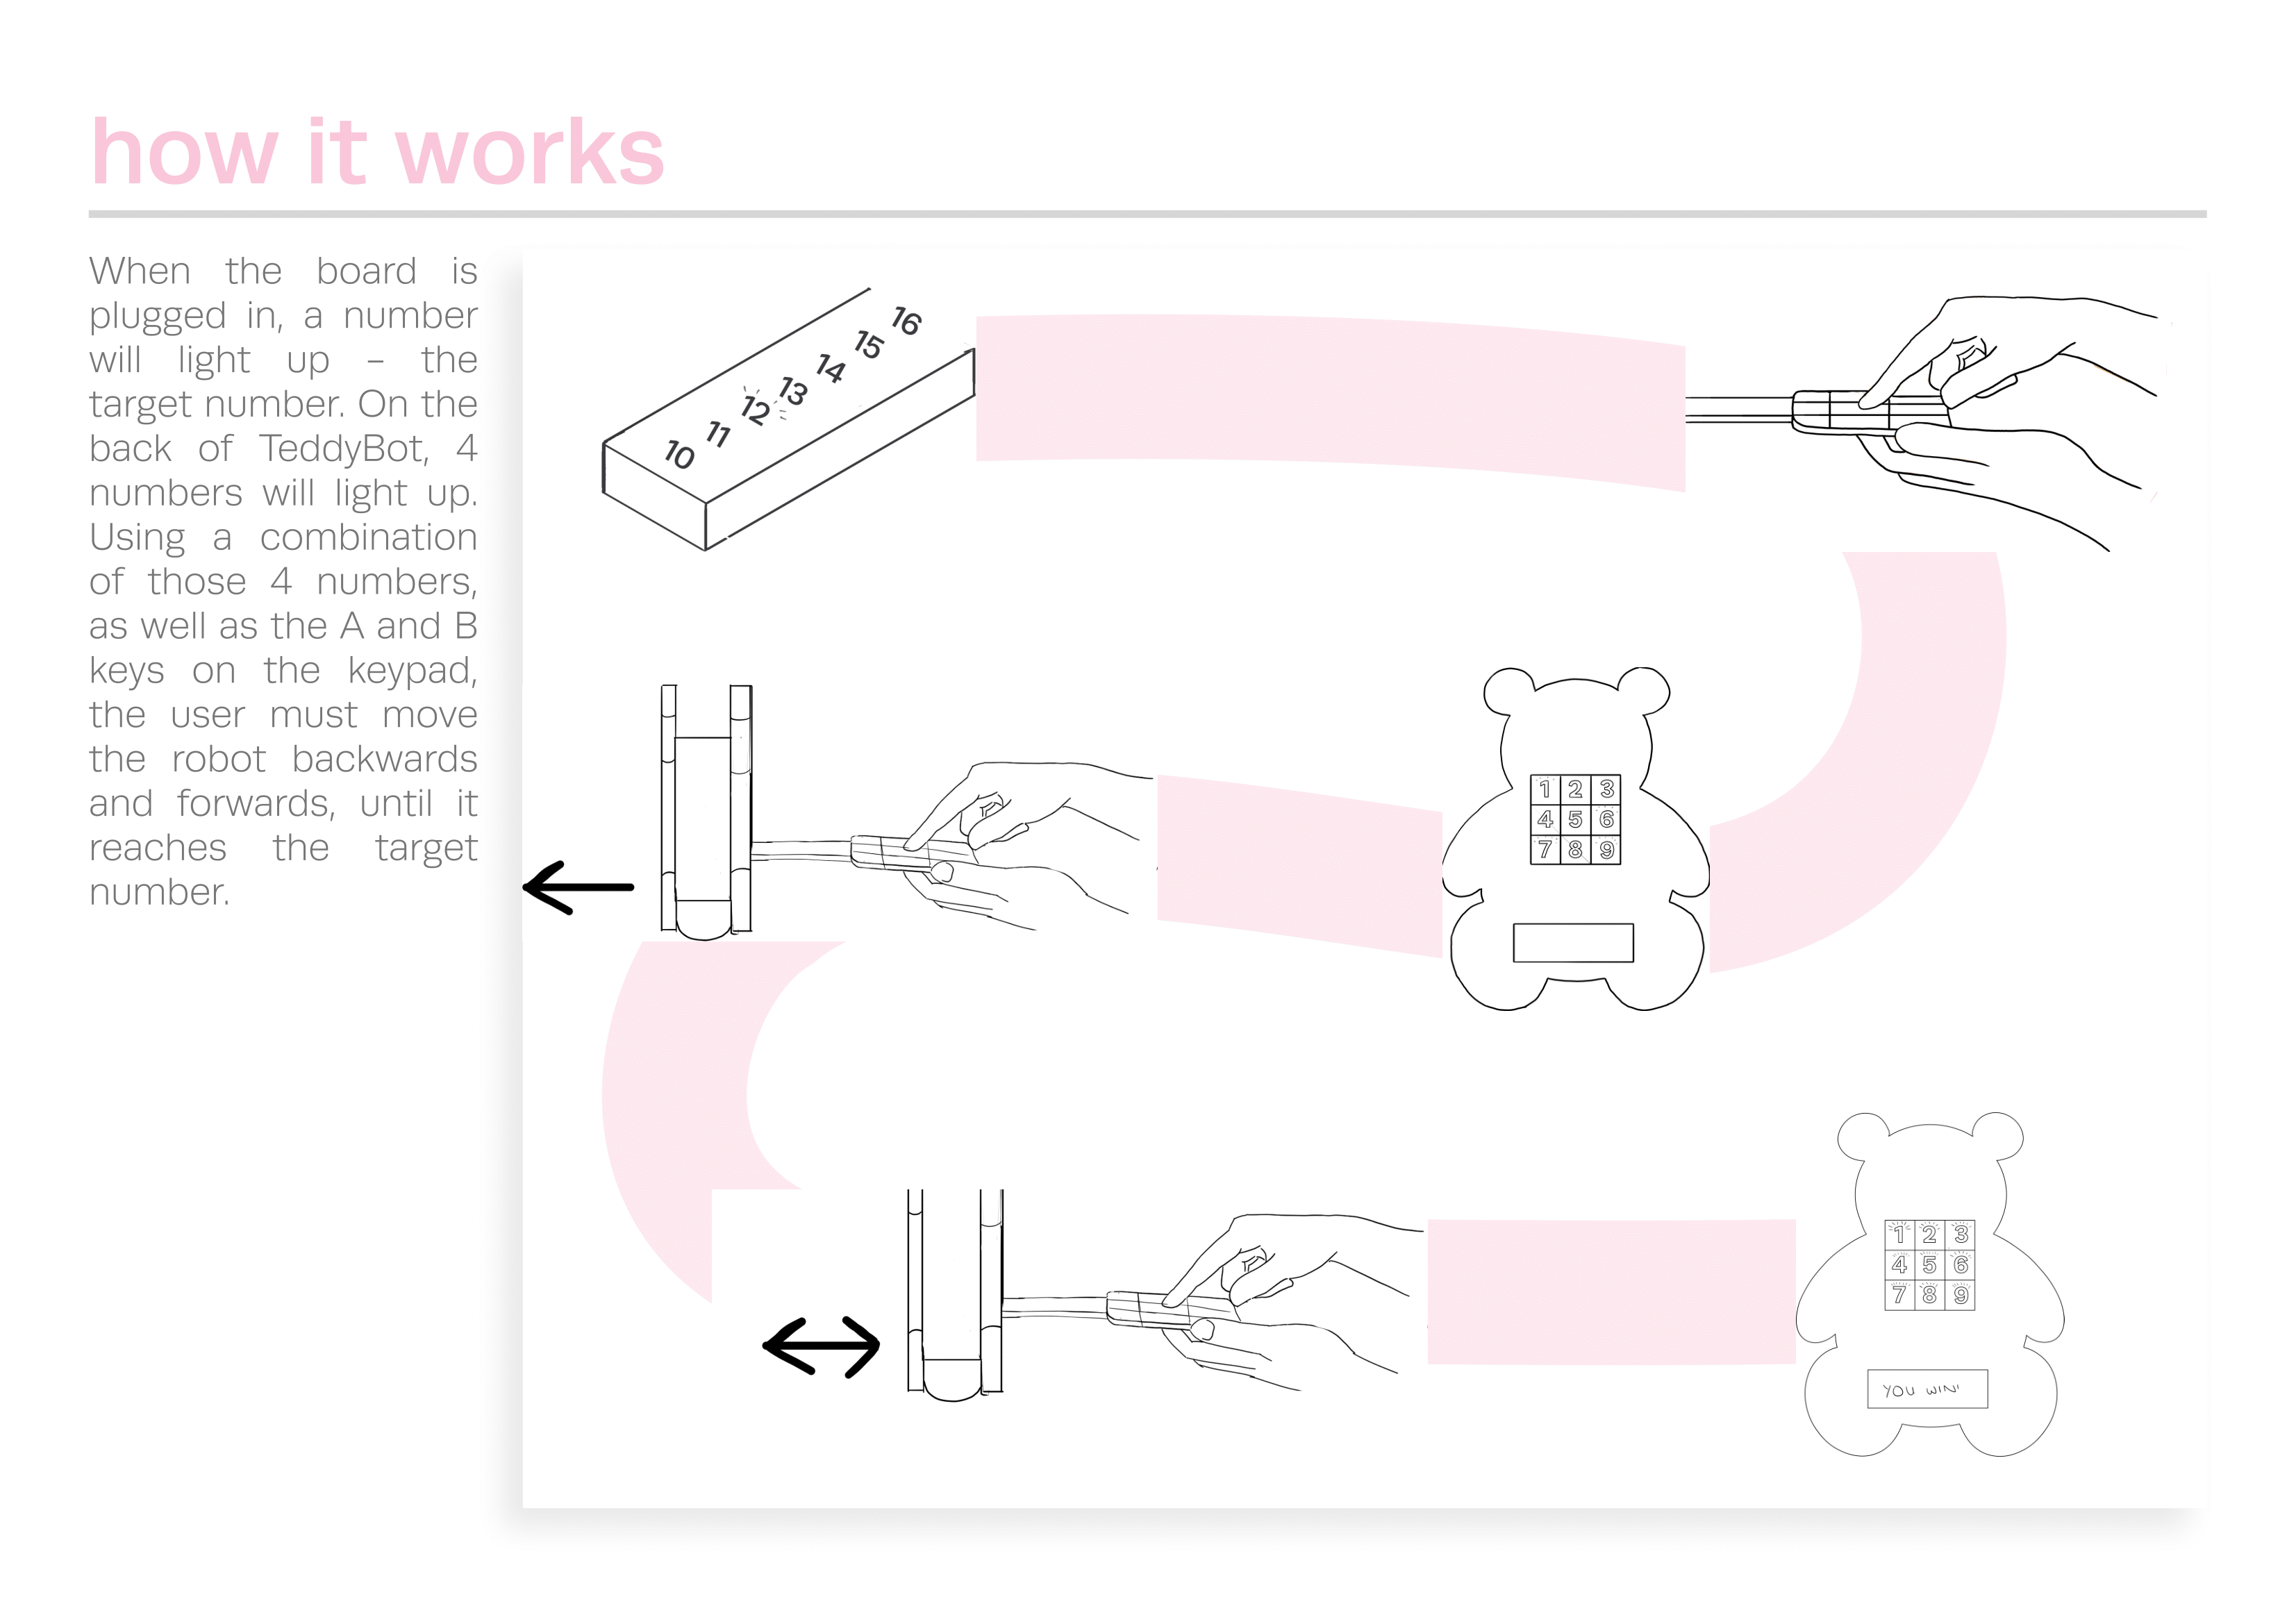 how it works
When the board is
plugged in, a number
will light up – the
target number. On the
back of TeddyBot, 4
numbers will light up.
Using a combination
of those 4 numbers,
as well as the A and B
keys on the keypad,
the user must move
the robot backwards
and forwards, until it
reaches the target
number.
10 11 12 13 14 15 16
1 2 3
4 5 6
7 8 9
1 2 3
4 5 6
7 8 9
YOU WIN!